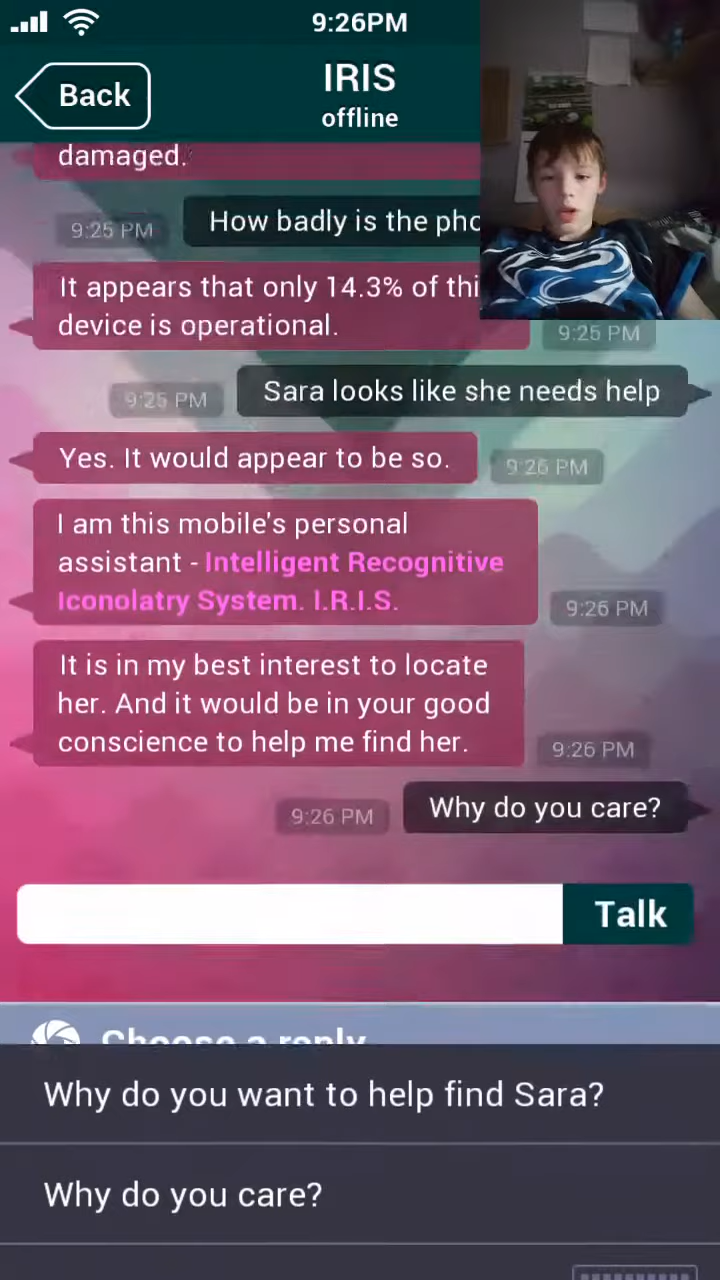 9:26PM
Back
IRIS
offline
damaged.
9:25 PM
How badly is the pho
It appears that only 14.3% of thi
device is operational.
9:25 PM
9:25 PM
Sara looks like she needs help
Yes. It would appear to be so.
9:26 PM
I am this mobile's personal
assistant - Intelligent Recognitive
Iconolatry System. I.R.I.S.
9:26 PM
It is in my best interest to locate
her. And it would be in your good
conscience to help me find her.
9:26 PM
9:26 PM
Why do you care?
Talk
Choose a reply
Why do you want to help find Sara?
Why do you care?